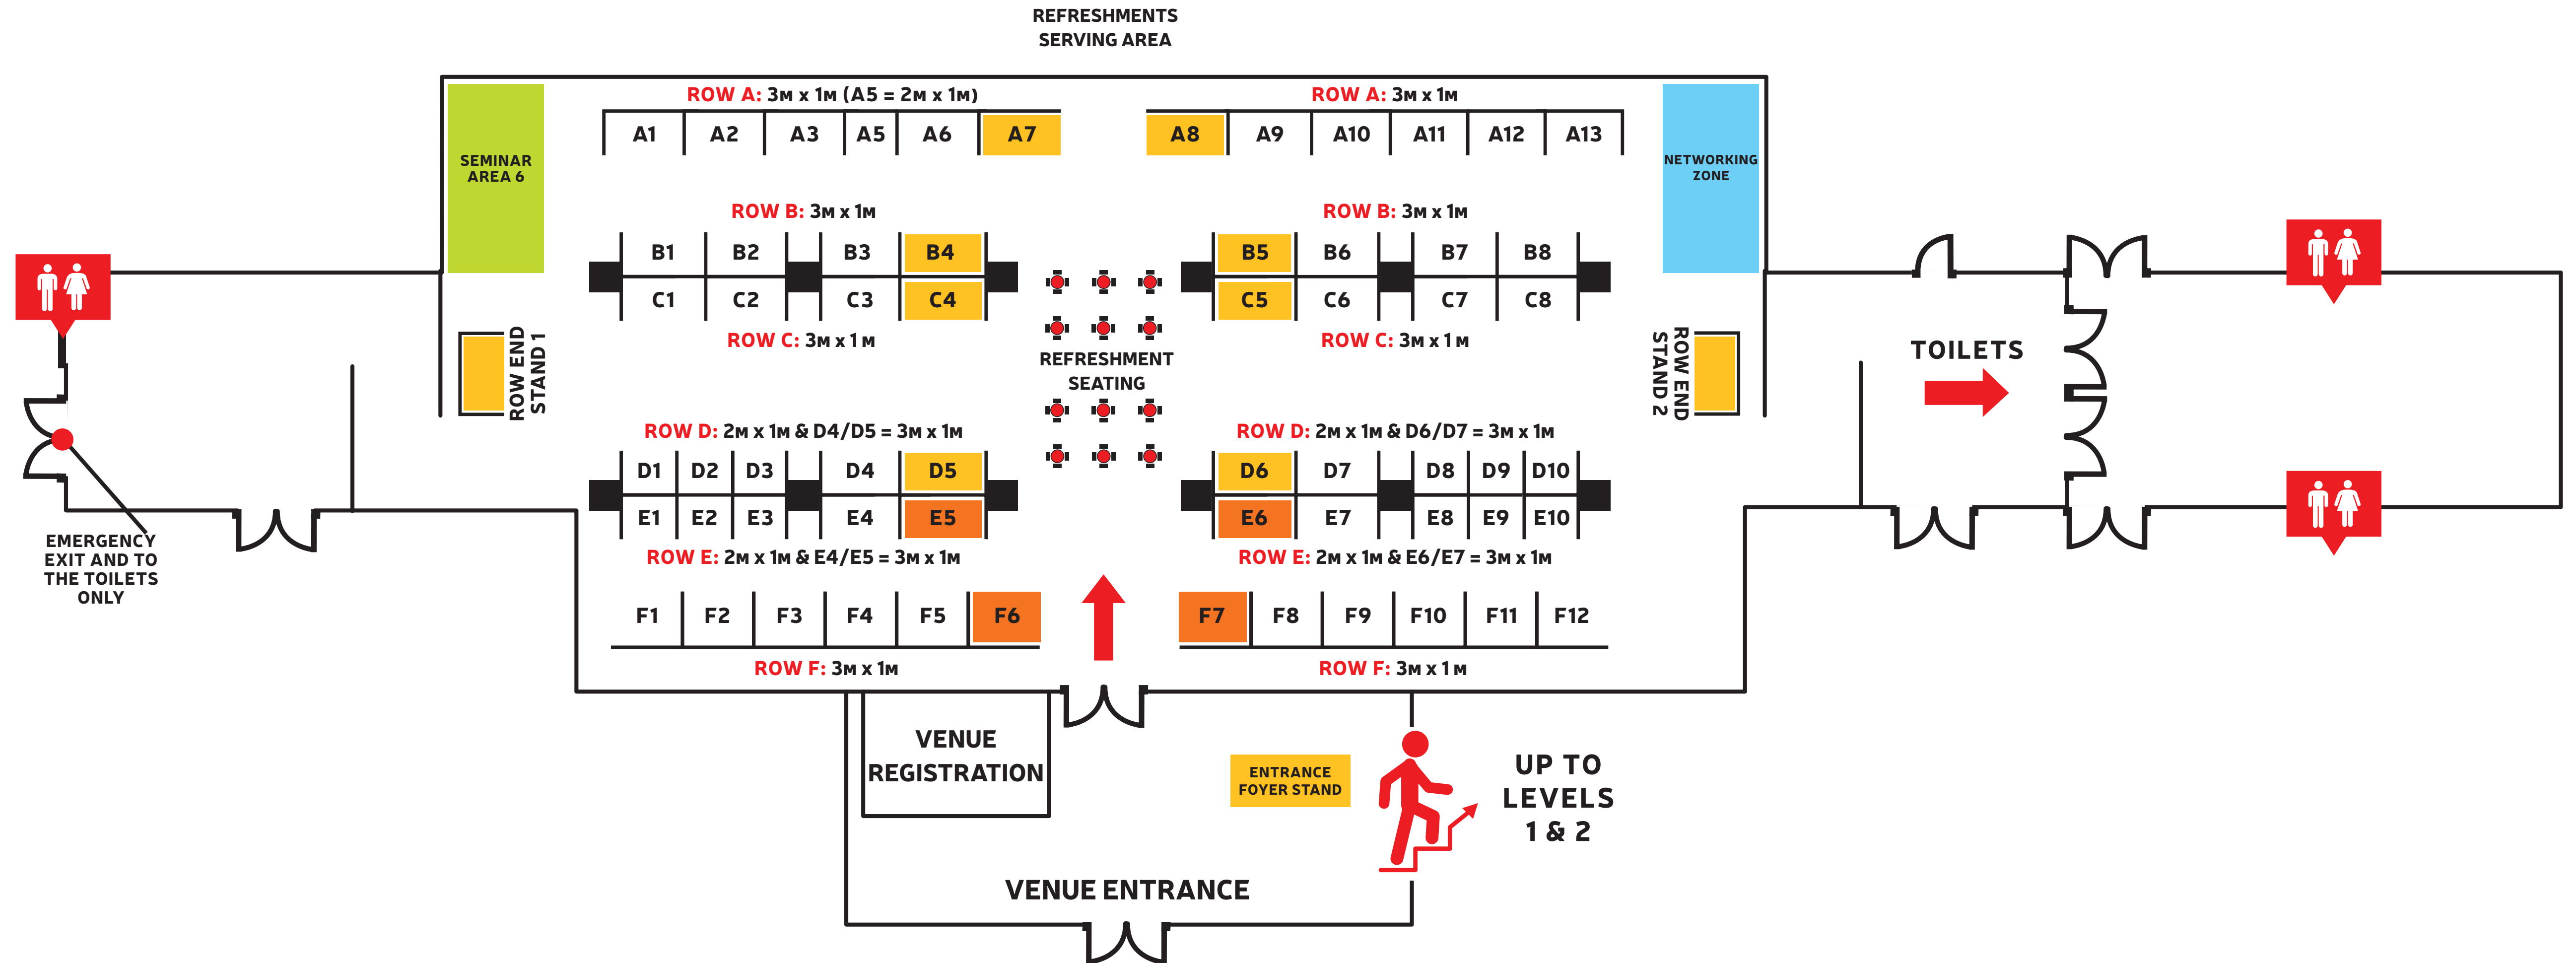 REFRESHMENTS
SERVING AREA
ROW A: 3M x 1M (A5 = 2M x 1M)
ROW A: 3M x 1M
A1 A2 A3 A5 A6 A7
A8 A9 A10 A11 A12 A13
SEMINAR
AREA 6
NETWORKING
ZONE
ROW B: 3M x 1M
ROW B: 3M x 1M
B1 B2 B3 B4
B5 B6 B7 B8
C1 C2 C3 C4
C5 C6 C7 C8
ROW C: 3M x 1M
ROW C: 3M x 1M
ROW END
STAND 1
REFRESHMENT
SEATING
ROW END
STAND 2
TOILETS
ROW D: 2M x 1M & D4/D5 = 3M x 1M
ROW D: 2M x 1M & D6/D7 = 3M x 1M
D1 D2 D3 D4 D5
D6 D7 D8 D9 D10
E1 E2 E3 E4 E5
E6 E7 E8 E9 E10
ROW E: 2M x 1M & E4/E5 = 3M x 1M
ROW E: 2M x 1M & E6/E7 = 3M x 1M
EMERGENCY
EXIT AND TO
THE TOILETS
ONLY
F1 F2 F3 F4 F5 F6
F7 F8 F9 F10 F11 F12
ROW F: 3M x 1M
ROW F: 3M x 1M
VENUE
REGISTRATION
ENTRANCE
FOYER STAND
UP TO
LEVELS
1 & 2
VENUE ENTRANCE